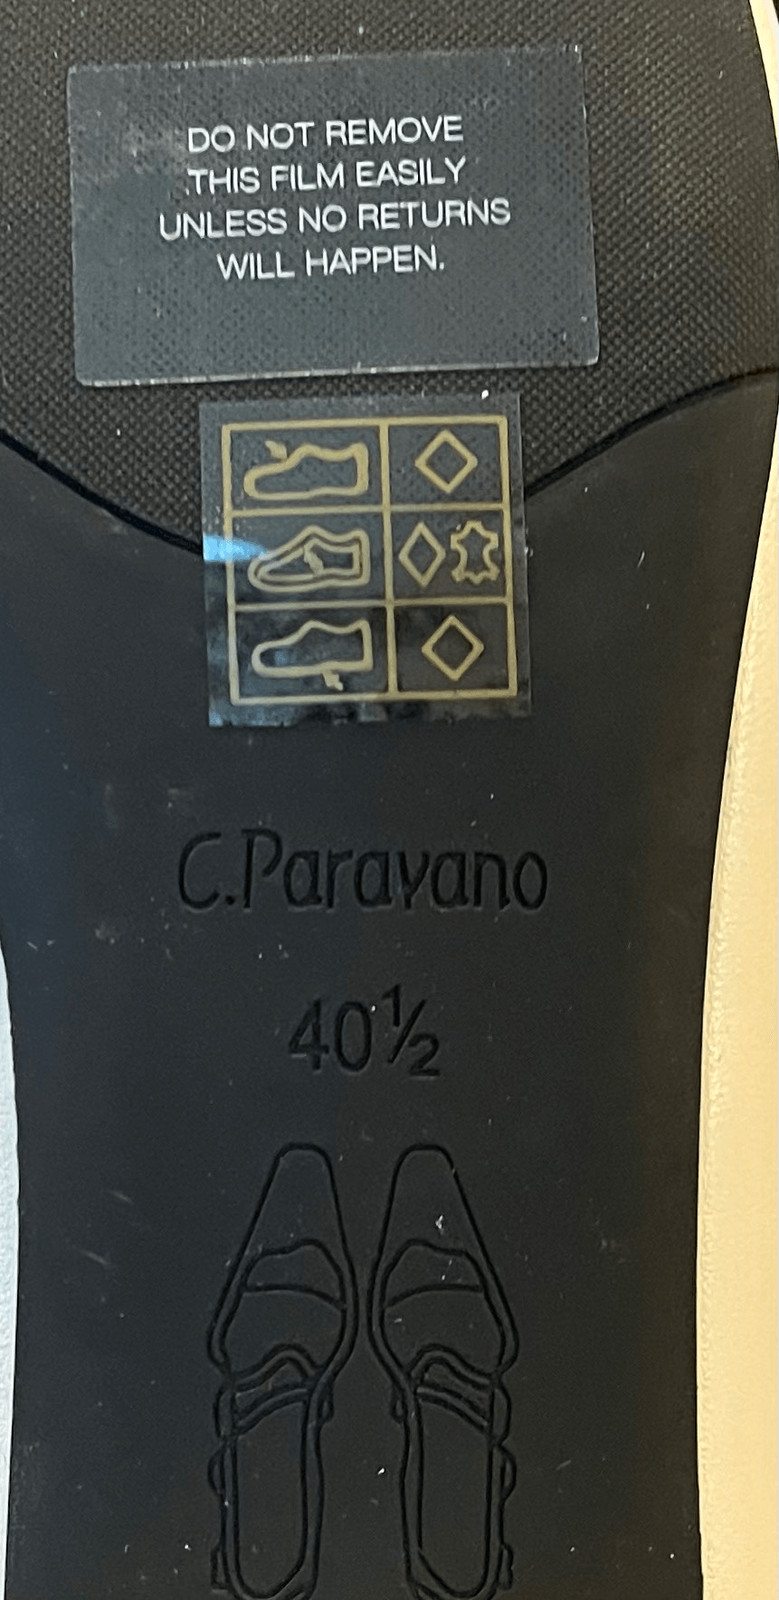 DO NOT REMOVE
THIS FILM EASILY
UNLESS NO RETURNS
WILL HAPPEN.
C.Paravano
40½